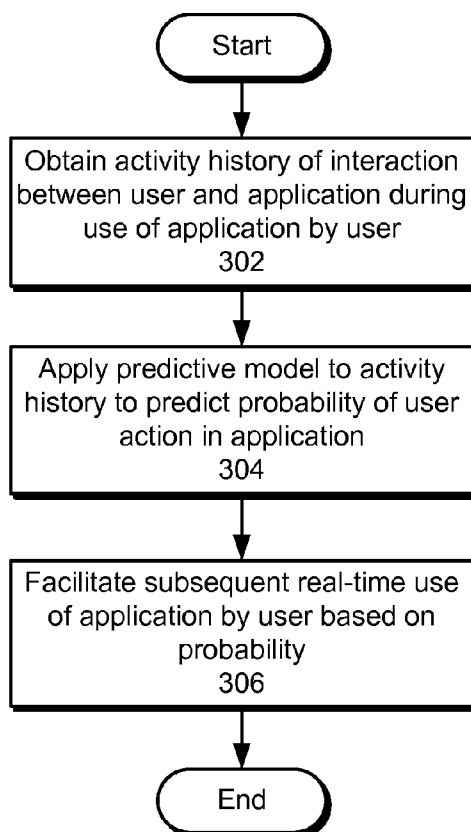 Start
Obtain activity history of interaction
between user and application during
use of application by user
302
Apply predictive model to activity
history to predict probability of user
action in application
304
Facilitate subsequent real-time use
of application by user based on
probability
306
End